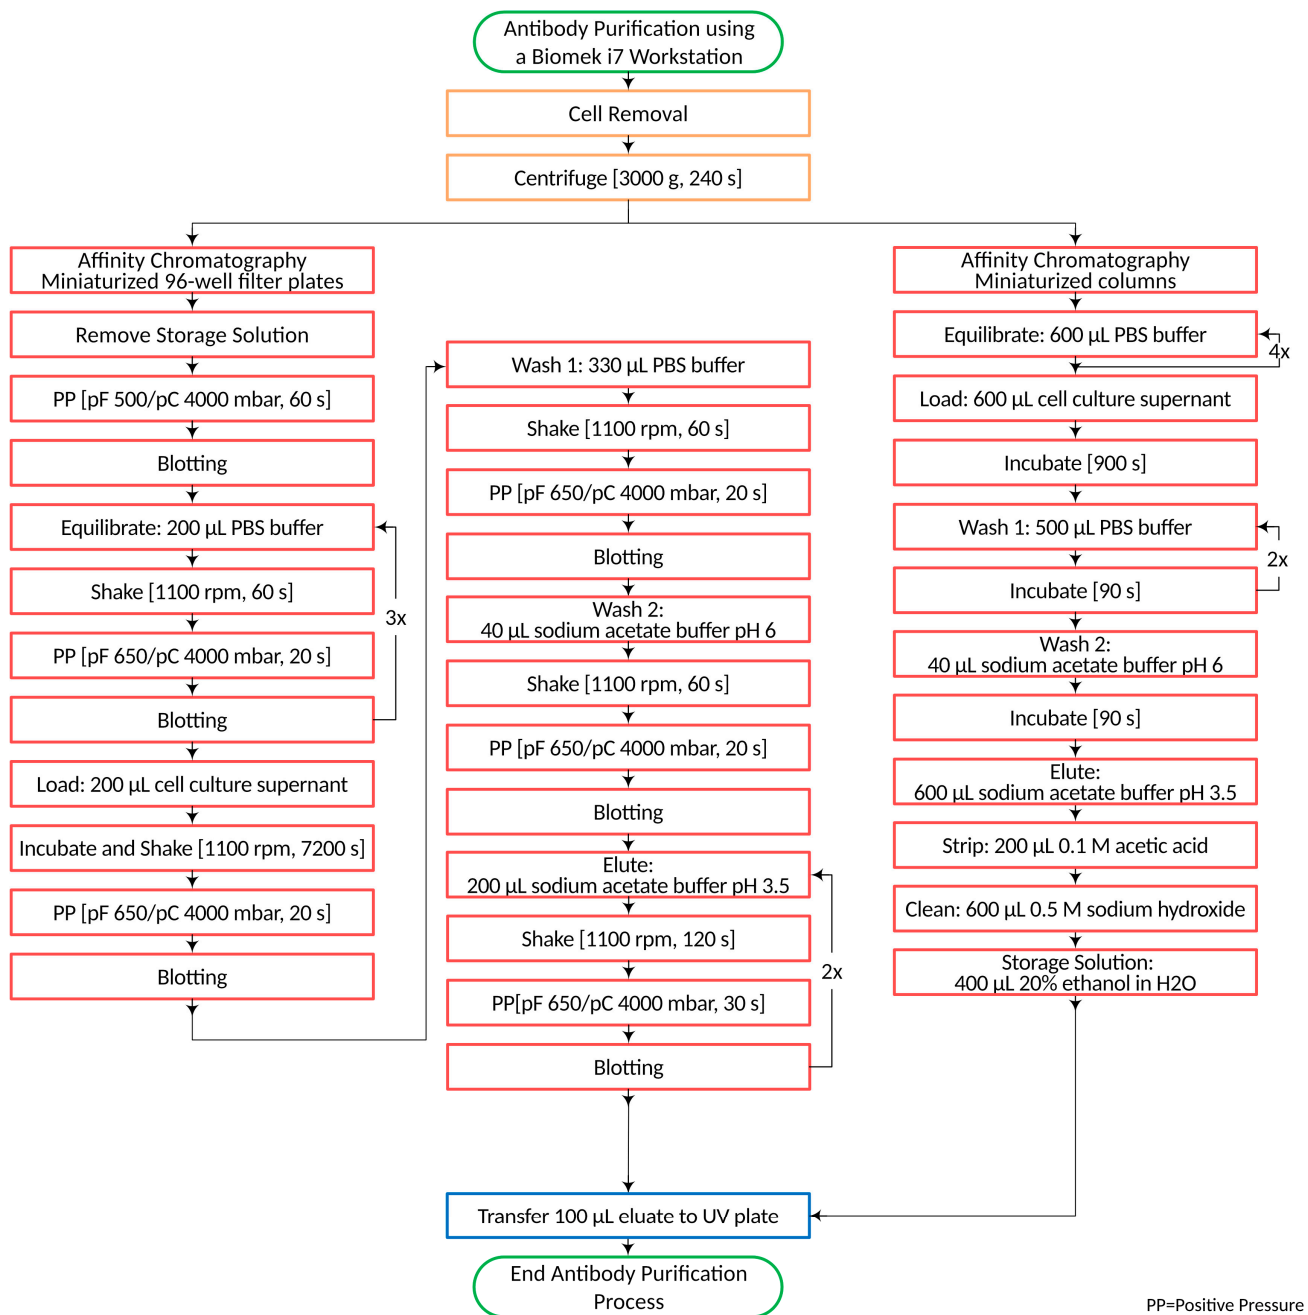 Antibody Purification using
a Biomek i7 Workstation
Cell Removal
Centrifuge [3000 g, 240 s]
Affinity Chromatography
Miniaturized 96-well filter plates
Remove Storage Solution
PP [pF 500/pC 4000 mbar, 60 s]
Blotting
Equilibrate: 200 µL PBS buffer
Shake [1100 rpm, 60 s]
3x
PP [pF 650/pC 4000 mbar, 20 s]
Blotting
Load: 200 µL cell culture supernant
Incubate and Shake [1100 rpm, 7200 s]
PP [pF 650/pC 4000 mbar, 20 s]
Blotting
Wash 1: 330 µL PBS buffer
Shake [1100 rpm, 60 s]
PP [pF 650/pC 4000 mbar, 20 s]
Blotting
Wash 2:
40 µL sodium acetate buffer pH 6
Shake [1100 rpm, 60 s]
PP [pF 650/pC 4000 mbar, 20 s]
Blotting
Elute:
200 µL sodium acetate buffer pH 3.5
Shake [1100 rpm, 120 s]
2x
PP[pF 650/pC 4000 mbar, 30 s]
Blotting
Affinity Chromatography
Miniaturized columns
Equilibrate: 600 µL PBS buffer
4x
Load: 600 µL cell culture supernant
Incubate [900 s]
Wash 1: 500 µL PBS buffer
2x
Incubate [90 s]
Wash 2:
40 µL sodium acetate buffer pH 6
Incubate [90 s]
Elute:
600 µL sodium acetate buffer pH 3.5
Strip: 200 µL 0.1 M acetic acid
Clean: 600 µL 0.5 M sodium hydroxide
Storage Solution:
400 µL 20% ethanol in H2O
Transfer 100 µL eluate to UV plate
End Antibody Purification
Process
PP=Positive Pressure